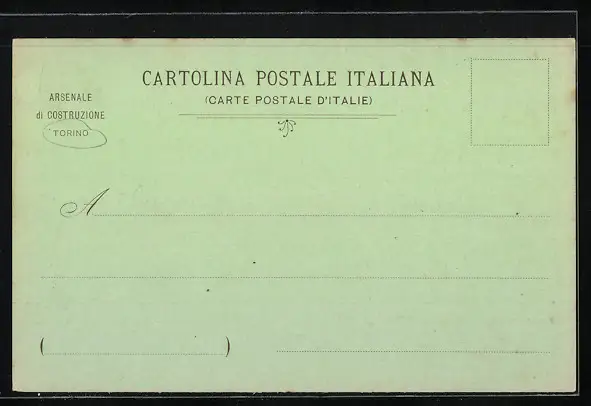 CARTOLINA POSTALE ITALIANA
(CARTE POSTALE D'ITALIE)
ARSENALE
di COSTRUZIONE
TORINO
A
( )